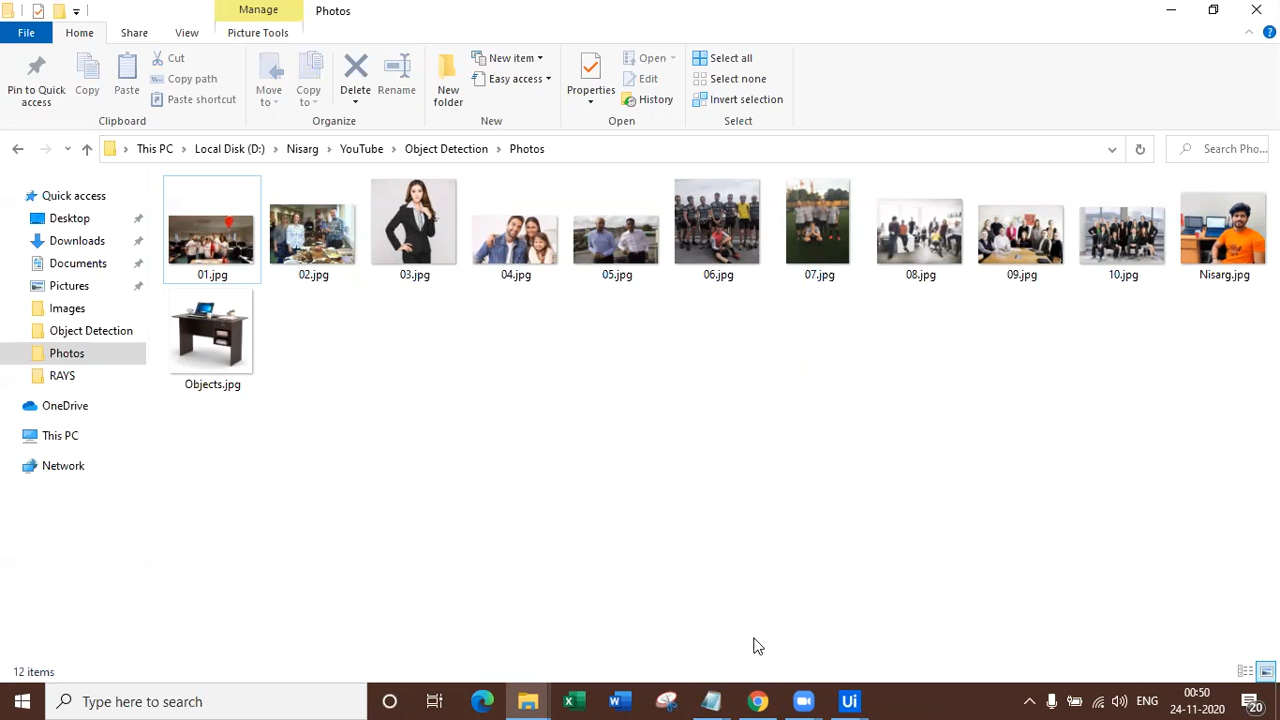 Manage
Photos
File
Home
Share
View
Picture Tools
Pin to Quick access
Copy
Paste
Cut
Copy path
Paste shortcut
Clipboard
Move to
Copy to
Delete
Rename
Organize
New folder
New item
Easy access
New
Properties
Open
Edit
History
Open
Select all
Select none
Invert selection
Select
This PC
Local Disk (D:)
Nisarg
YouTube
Object Detection
Photos
Search Pho...
Quick access
Desktop
Downloads
Documents
Pictures
Images
Object Detection
Photos
RAYS
OneDrive
This PC
Network
01.jpg
02.jpg
03.jpg
04.jpg
05.jpg
06.jpg
07.jpg
08.jpg
09.jpg
10.jpg
Nisarg.jpg
Objects.jpg
12 items
Type here to search
Ui
ENG
00:50
24-11-2020
20